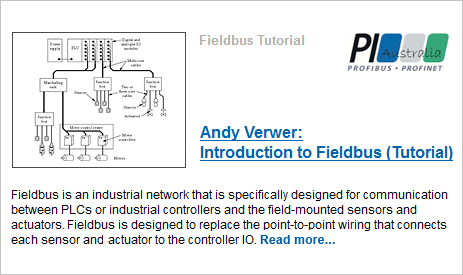 Power
supply
PLC
Digital and
analogue IO modules
Multi-core
cables
Marshalling
rack
Junction
box
Junction
box
Junction
box
Two or
three core
cables
Sensors
Sensors
Actuators
Motor control centre
Motor
controllers
Motors
Fieldbus Tutorial
PI
Australia
PROFIBUS • PROFINET
Andy Verwer:
Introduction to Fieldbus (Tutorial)
Fieldbus is an industrial network that is specifically designed for communication
between PLCs or industrial controllers and the field-mounted sensors and
actuators. Fieldbus is designed to replace the point-to-point wiring that connects
each sensor and actuator to the controller IO. Read more...